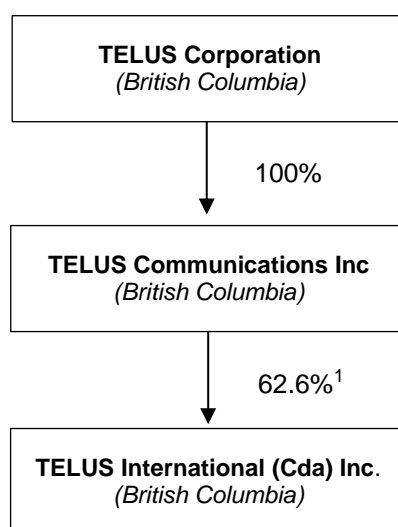 TELUS Corporation
(British Columbia)
100%
TELUS Communications Inc
(British Columbia)
62.6%¹
TELUS International (Cda) Inc.
(British Columbia)